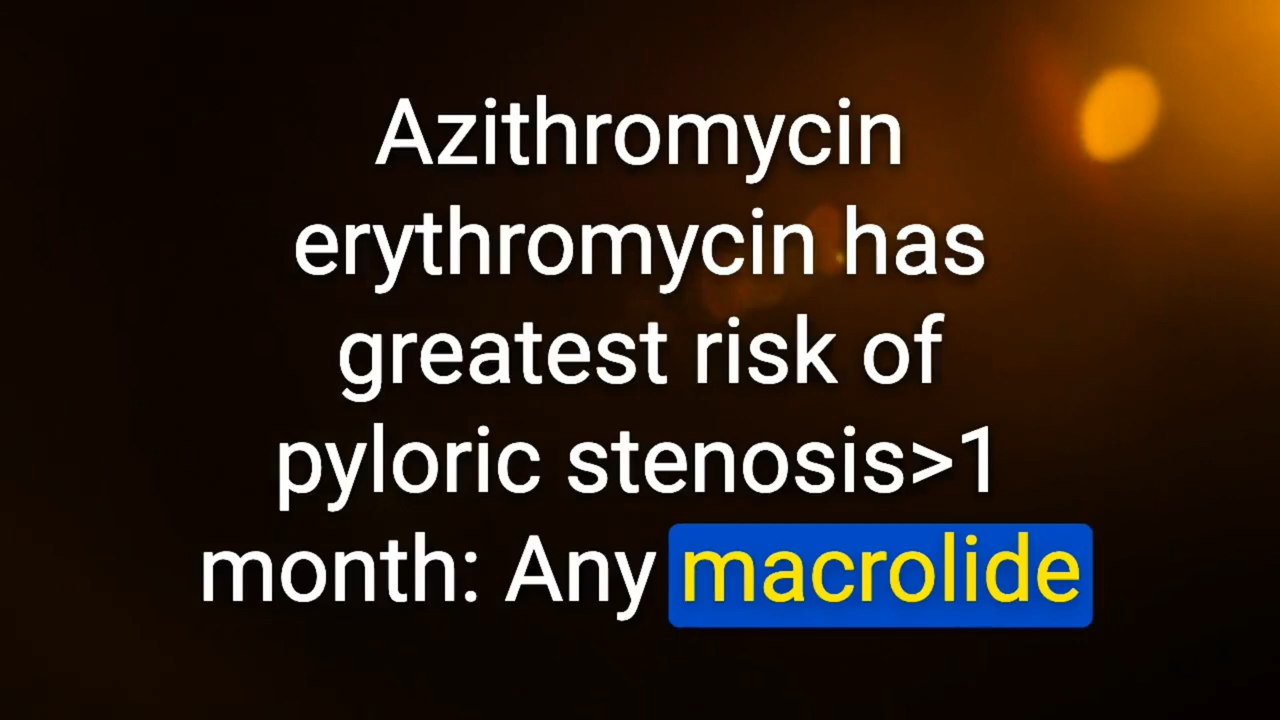 Azithromycin
erythromycin has
greatest risk of
pyloric stenosis>1
month: Any macrolide